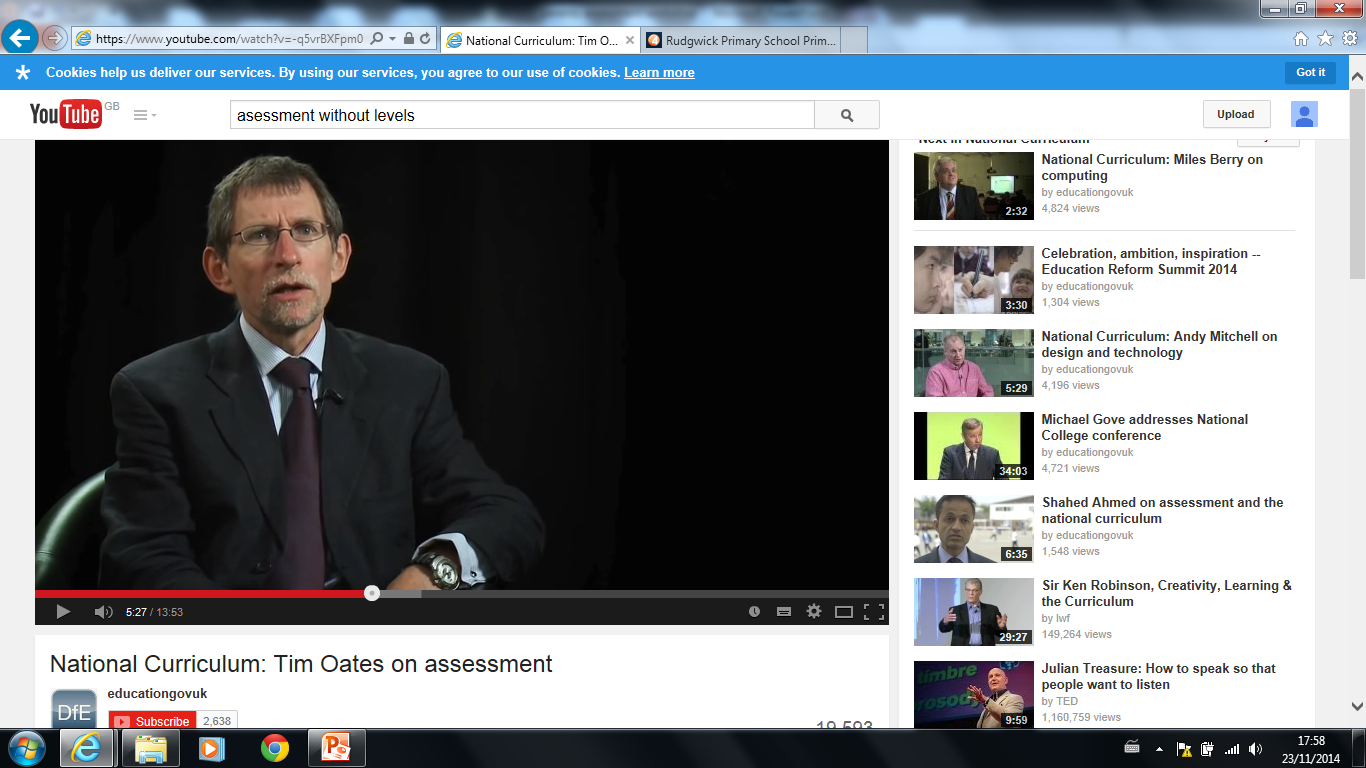 https://www.youtube.com/watch?v=-q5vrBXFpm0
National Curriculum: Tim O...
Rudgwick Primary School Prim...
Cookies help us deliver our services. By using our services, you agree to our use of cookies. Learn more
Got it
YouTube GB
asessment without levels
Upload
Next in National Curriculum
National Curriculum: Miles Berry on
computing
by educationgovuk
4,824 views
2:32
Celebration, ambition, inspiration --
Education Reform Summit 2014
by educationgovuk
1,304 views
3:30
National Curriculum: Andy Mitchell on
design and technology
by educationgovuk
4,196 views
5:29
Michael Gove addresses National
College conference
by educationgovuk
4,721 views
34:03
Shahed Ahmed on assessment and the
national curriculum
by educationgovuk
1,548 views
6:35
Sir Ken Robinson, Creativity, Learning &
the Curriculum
by lwf
149,264 views
29:27
Julian Treasure: How to speak so that
people want to listen
by TED
1,160,759 views
9:59
5:27 / 13:53
National Curriculum: Tim Oates on assessment
DfE
educationgovuk
Subscribe 2,638
19,593
17:58
23/11/2014